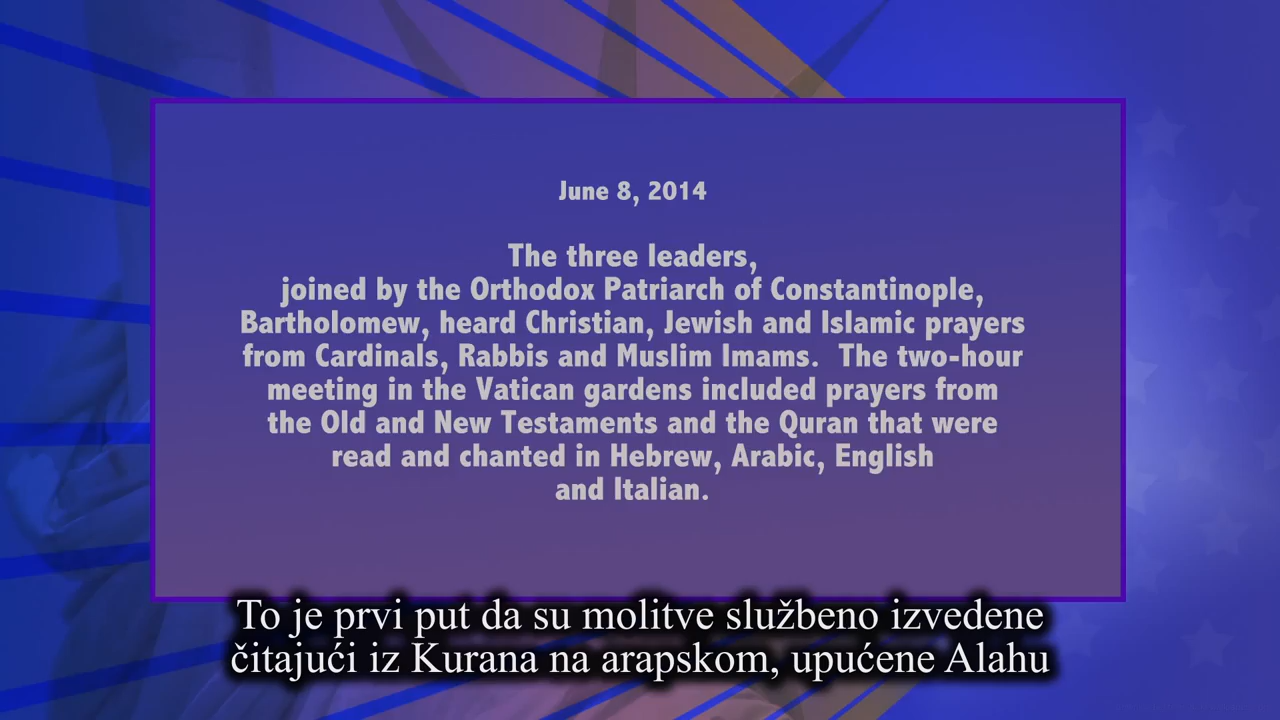 June 8, 2014
The three leaders,
joined by the Orthodox Patriarch of Constantinople,
Bartholomew, heard Christian, Jewish and Islamic prayers
from Cardinals, Rabbis and Muslim Imams.  The two-hour
meeting in the Vatican gardens included prayers from
the Old and New Testaments and the Quran that were
read and chanted in Hebrew, Arabic, English
and Italian.
To je prvi put da su molitve službeno izvedene
čitajući iz Kurana na arapskom, upućene Alahu